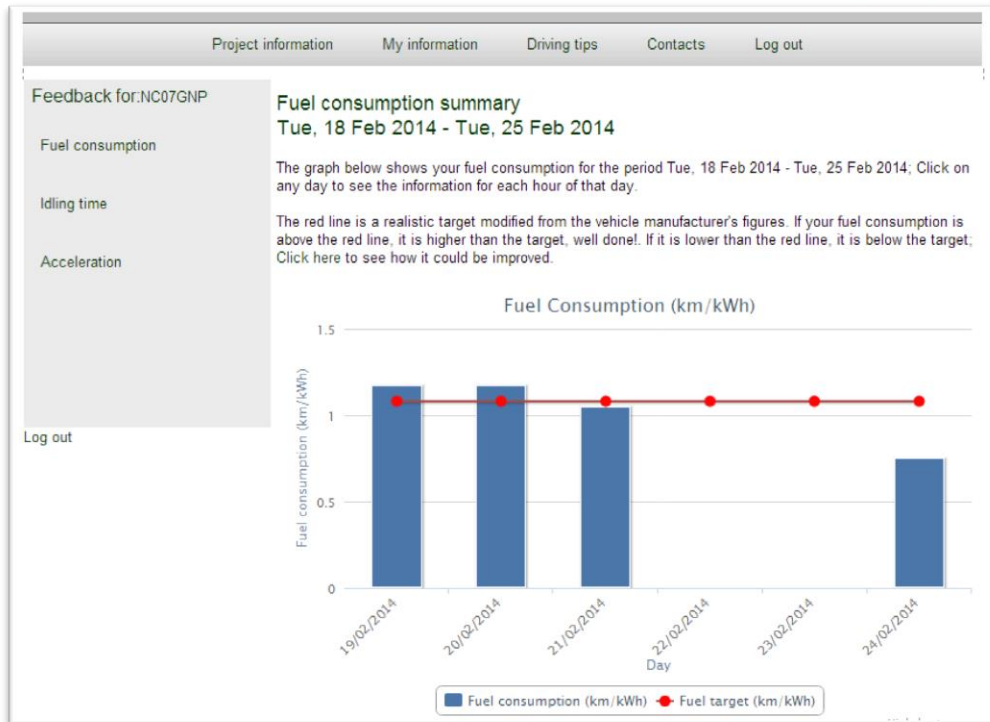 Project information My information Driving tips Contacts Log out
Feedback for:NC07GNP
Fuel consumption
Idling time
Acceleration
Log out
Fuel consumption summary
Tue, 18 Feb 2014 - Tue, 25 Feb 2014
The graph below shows your fuel consumption for the period Tue, 18 Feb 2014 - Tue, 25 Feb 2014; Click on
any day to see the information for each hour of that day.
The red line is a realistic target modified from the vehicle manufacturer's figures. If your fuel consumption is
above the red line, it is higher than the target, well done!. If it is lower than the red line, it is below the target;
Click here to see how it could be improved.
Fuel Consumption (km/kWh)
Fuel consumption (km/kWh)
1.5
1
0.5
0
19/02/2014
20/02/2014
21/02/2014
22/02/2014
23/02/2014
24/02/2014
Day
Fuel consumption (km/kWh) Fuel target (km/kWh)